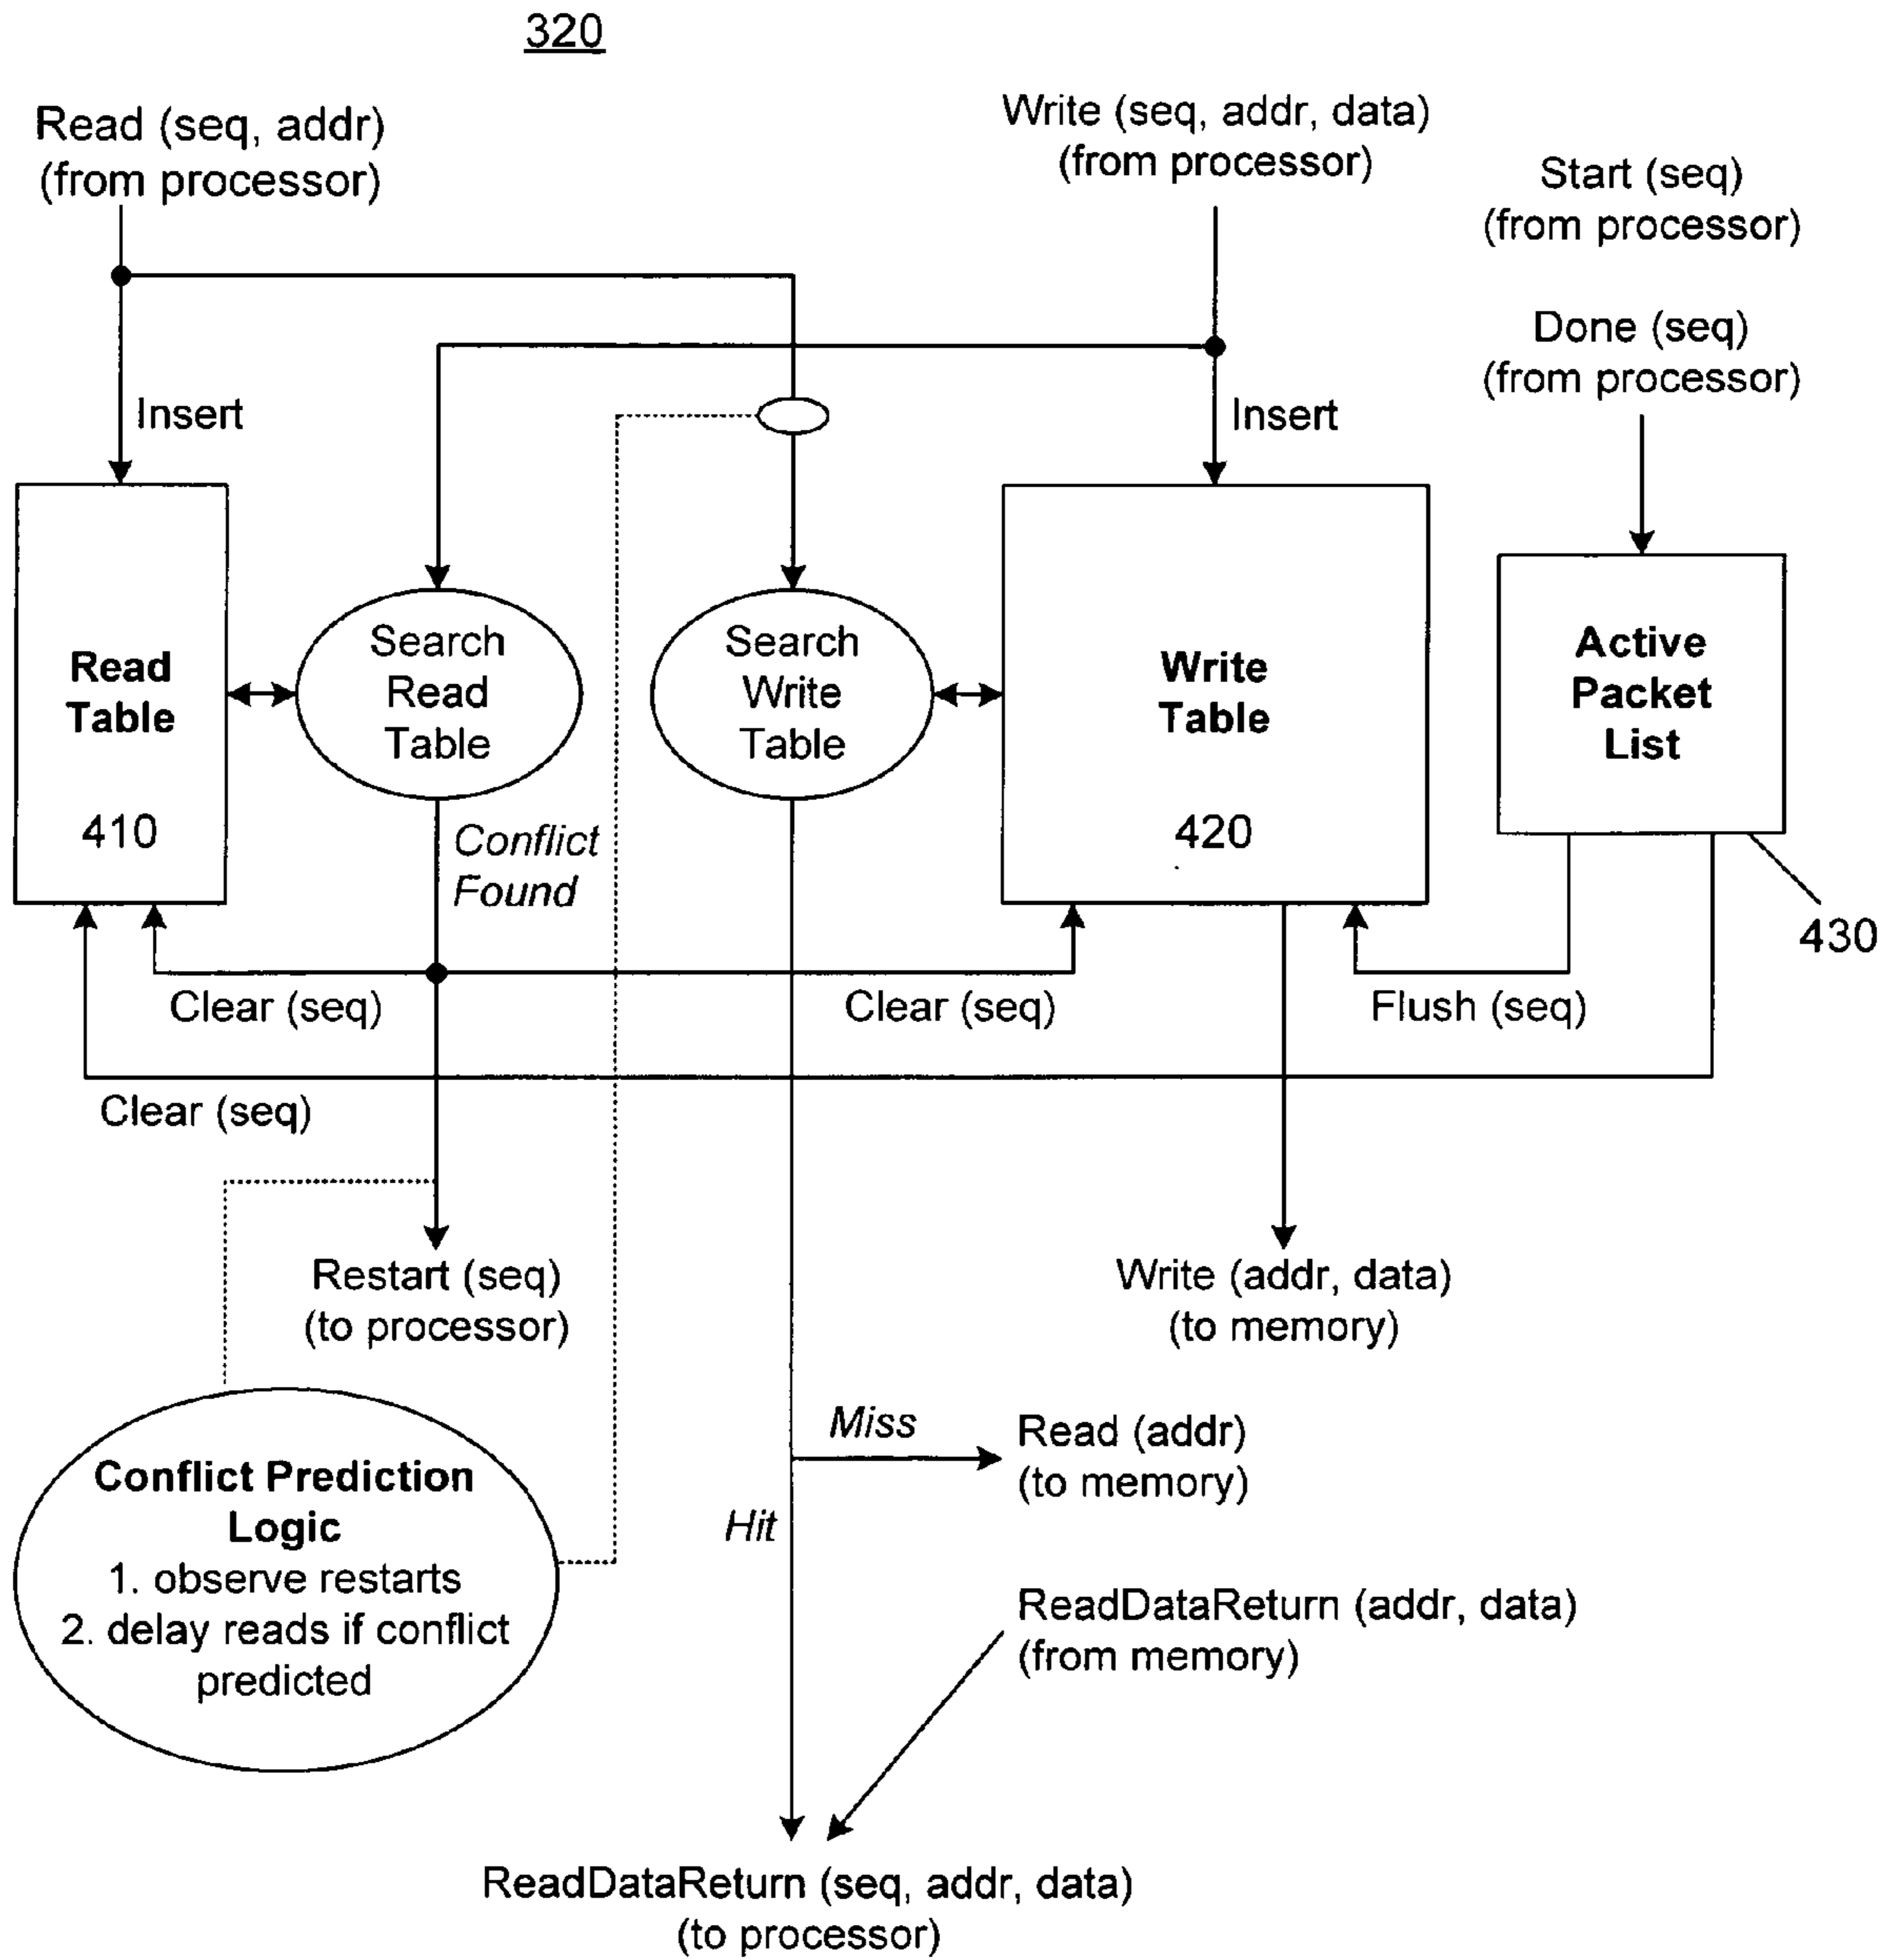 320
Read (seq, addr)
(from processor)
Write (seq, addr, data)
(from processor)
Start (seq)
(from processor)
Done (seq)
(from processor)
Insert
Insert
Read
Table
410
Search
Read
Table
Search
Write
Table
Write
Table
420
Active
Packet
List
430
Conflict
Found
Clear (seq)
Clear (seq)
Flush (seq)
Clear (seq)
Restart (seq)
(to processor)
Write (addr, data)
(to memory)
Miss
Read (addr)
(to memory)
Hit
Conflict Prediction
Logic
1. observe restarts
2. delay reads if conflict
predicted
ReadDataReturn (addr, data)
(from memory)
ReadDataReturn (seq, addr, data)
(to processor)